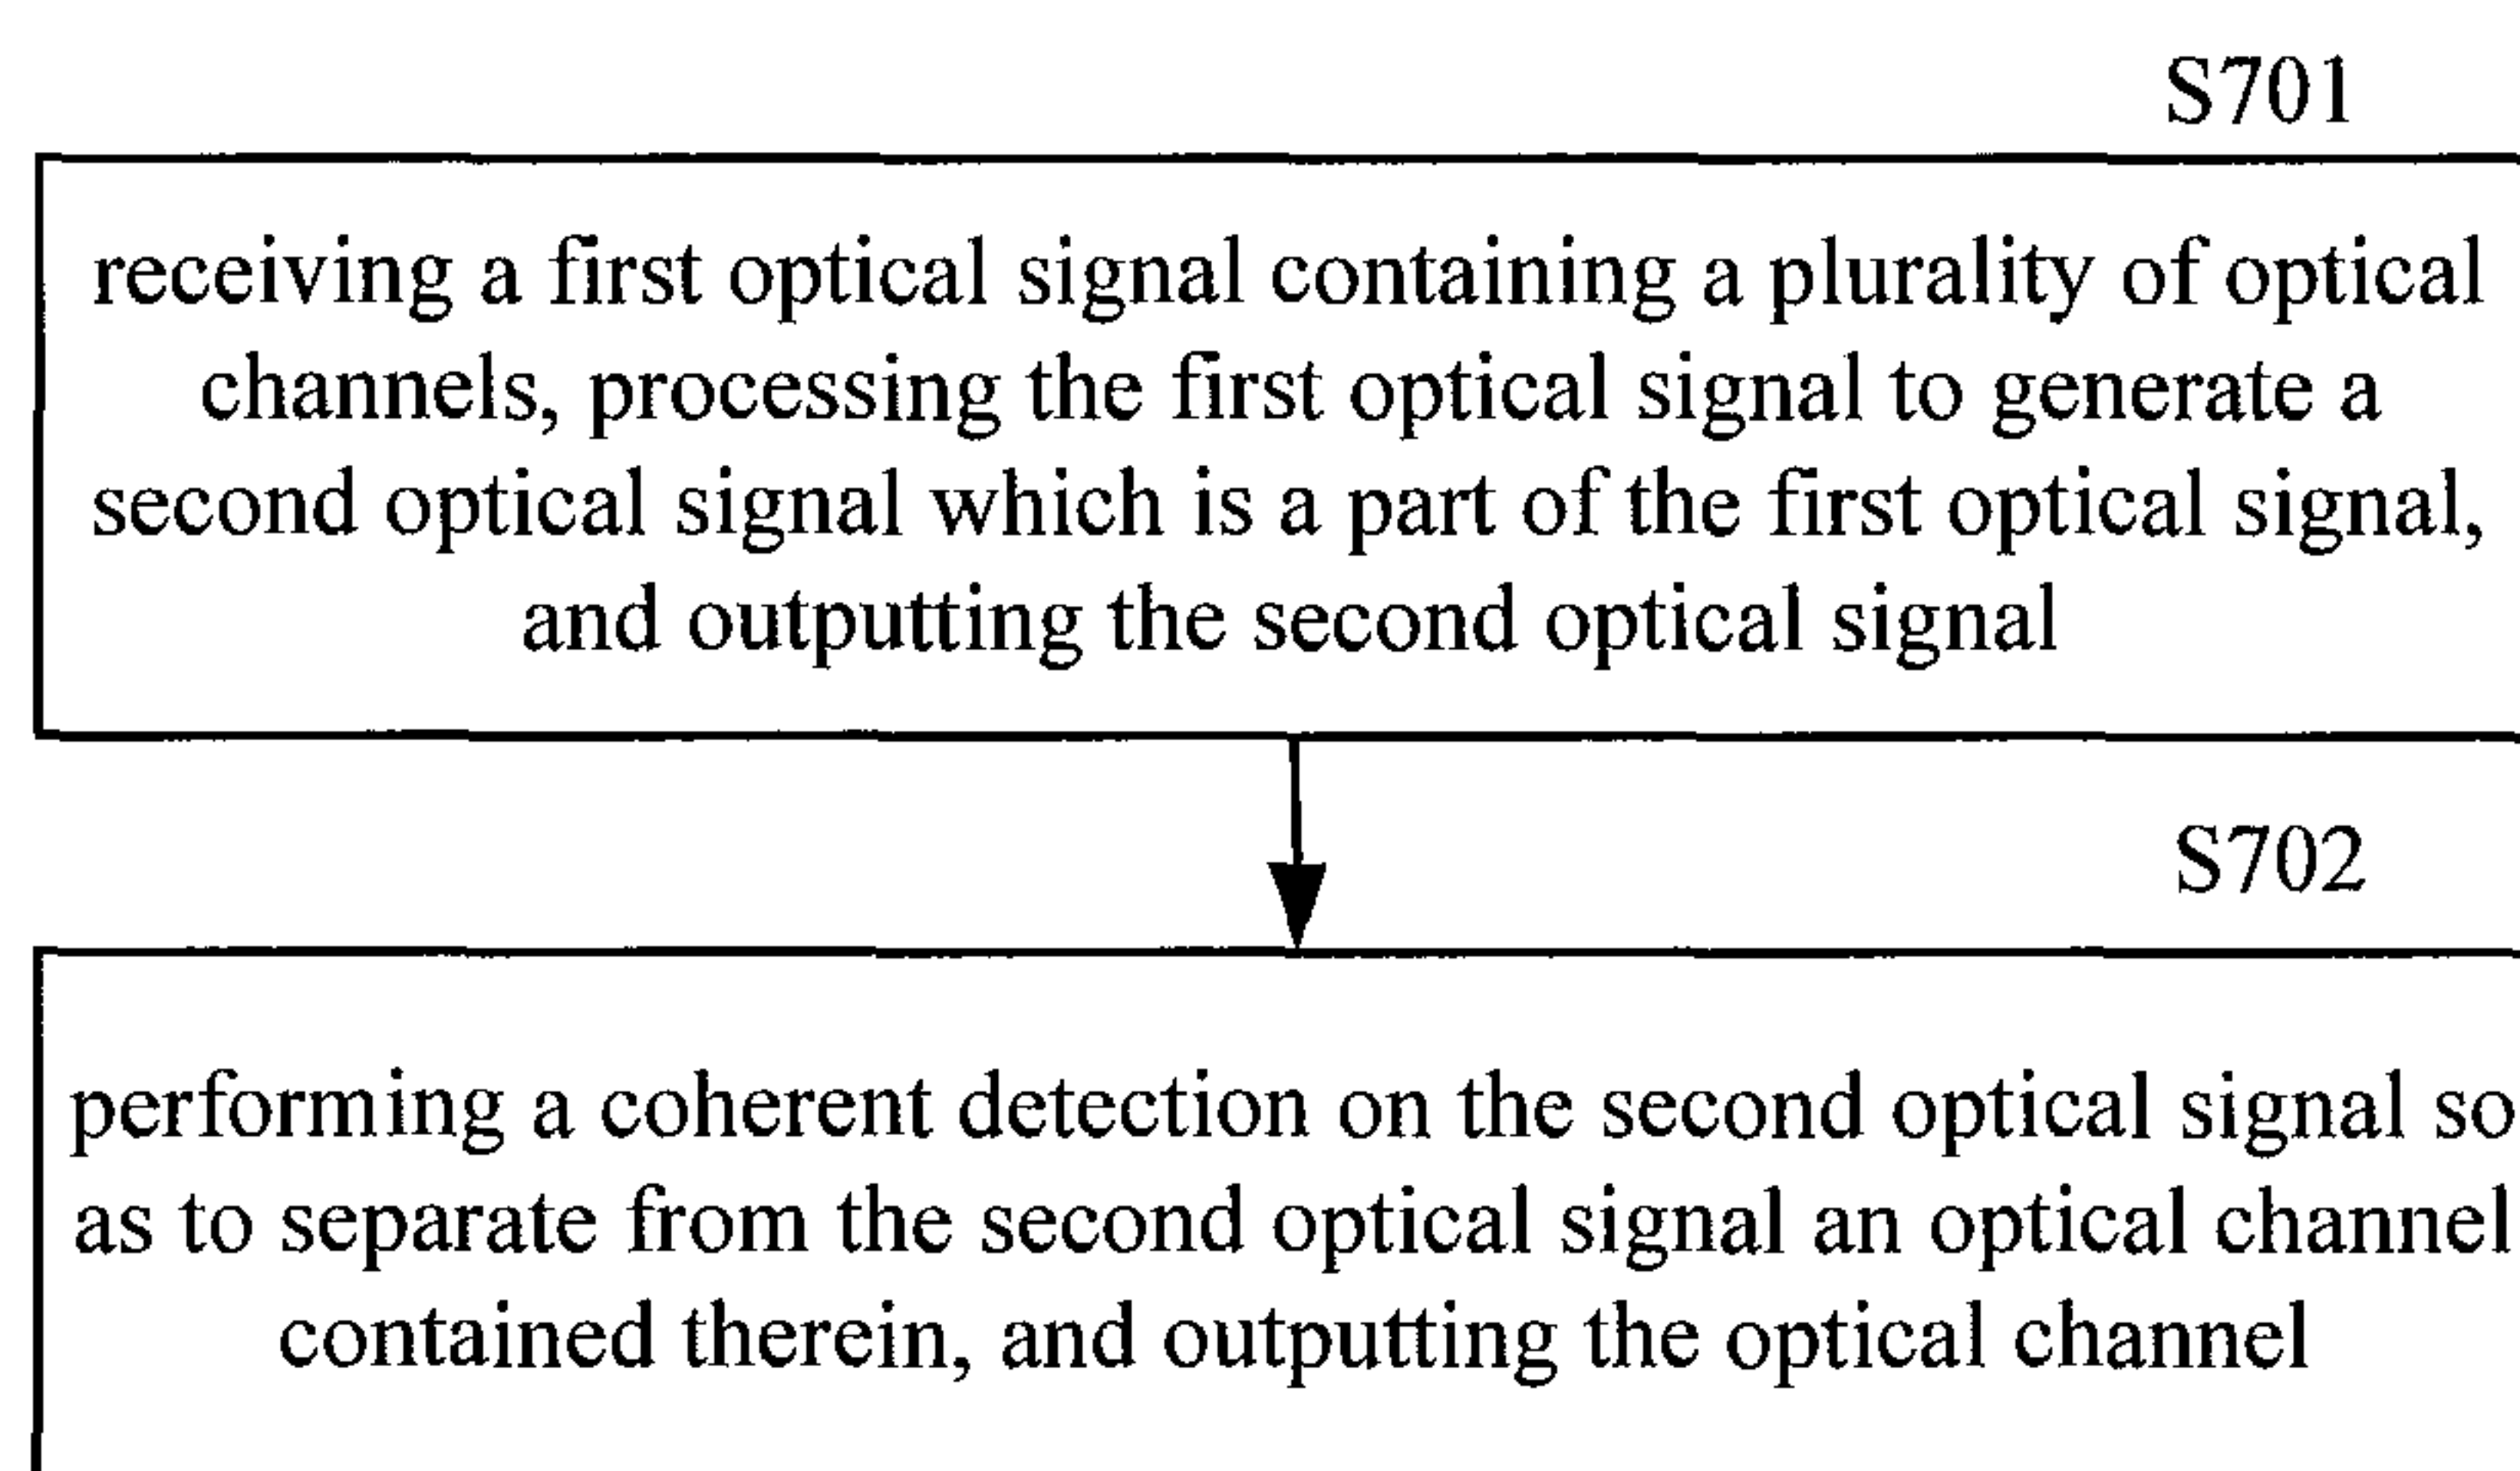 S701
receiving a first optical signal containing a plurality of optical
channels, processing the first optical signal to generate a
second optical signal which is a part of the first optical signal,
and outputting the second optical signal
S702
performing a coherent detection on the second optical signal so
as to separate from the second optical signal an optical channel
contained therein, and outputting the optical channel